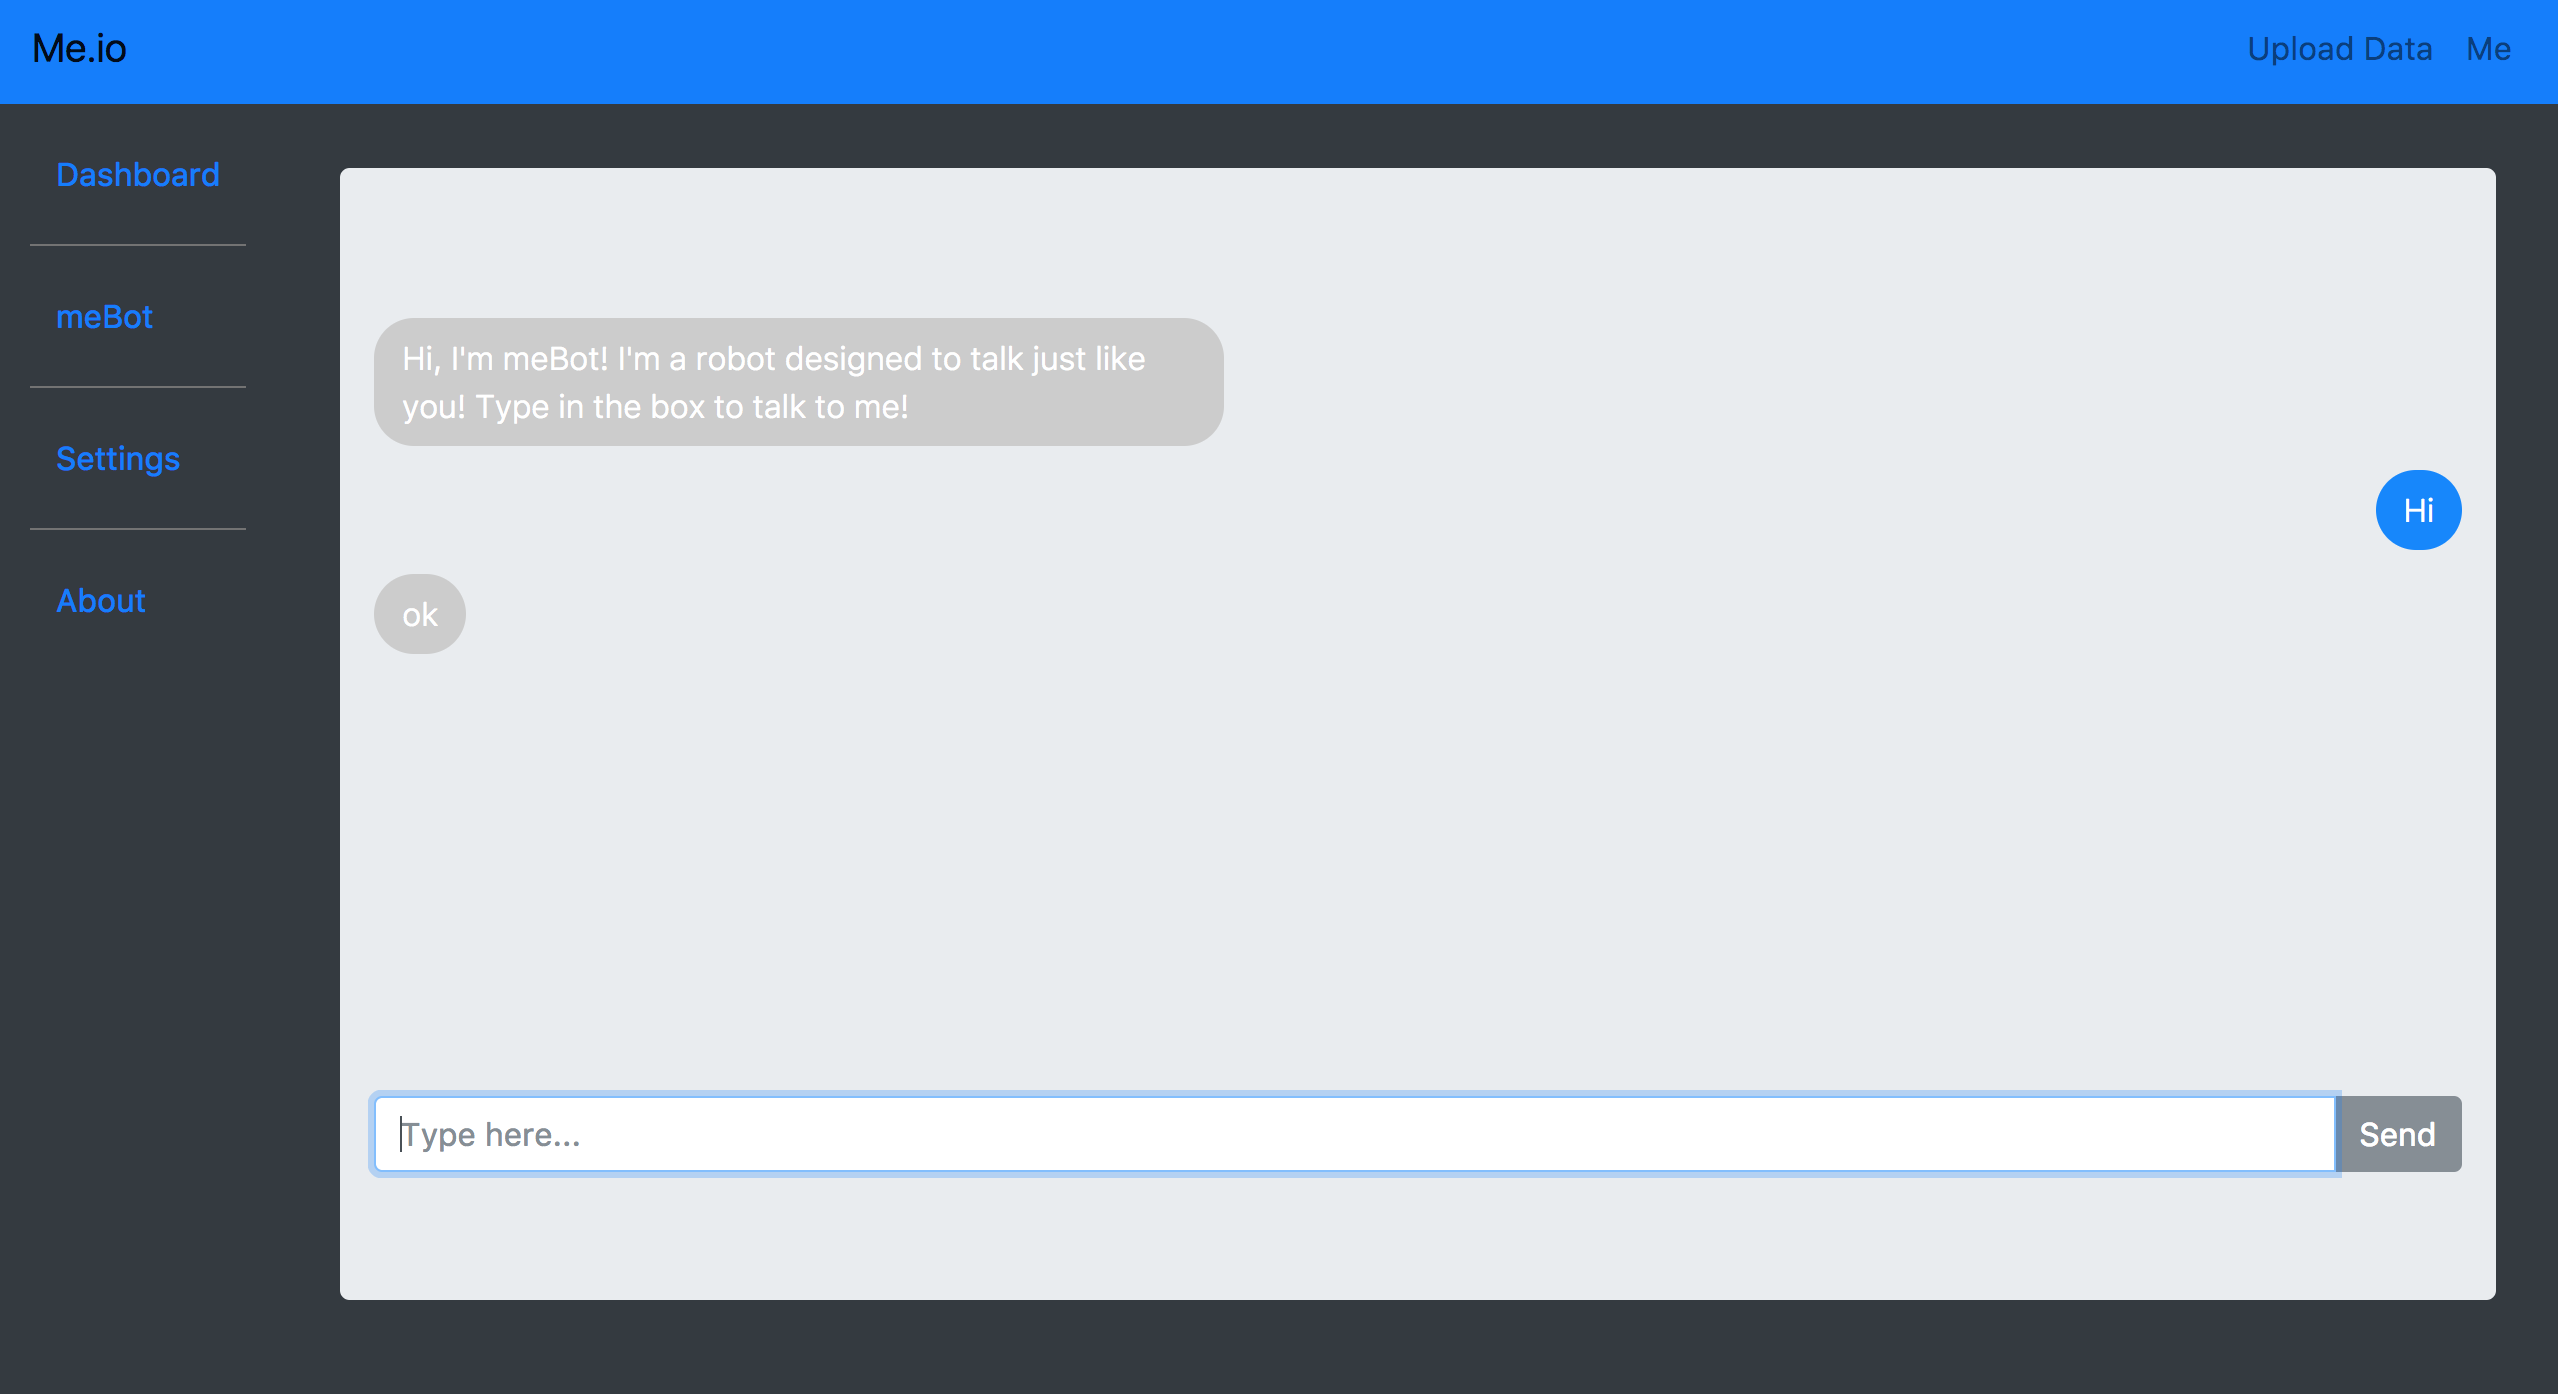 Me.io
Upload Data
Me
Dashboard
meBot
Settings
About
Hi, I'm meBot! I'm a robot designed to talk just like
you! Type in the box to talk to me!
Hi
ok
Type here...
Send